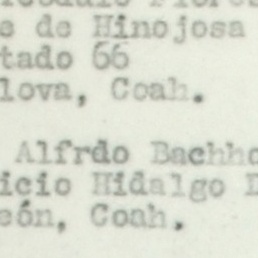 de Hinojosa
tado 66
lova, Coah.
Alfrdo Bachho
icio Hidalgo
eón, Coah.